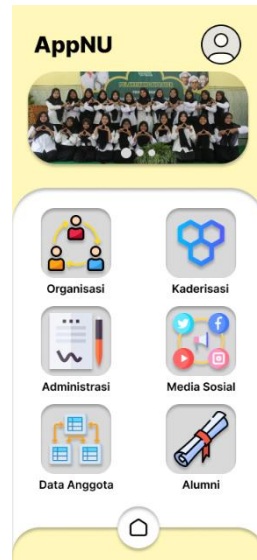 AppNU
Organisasi
Kaderisasi
Administrasi
Media Sosial
Data Anggota
Alumni